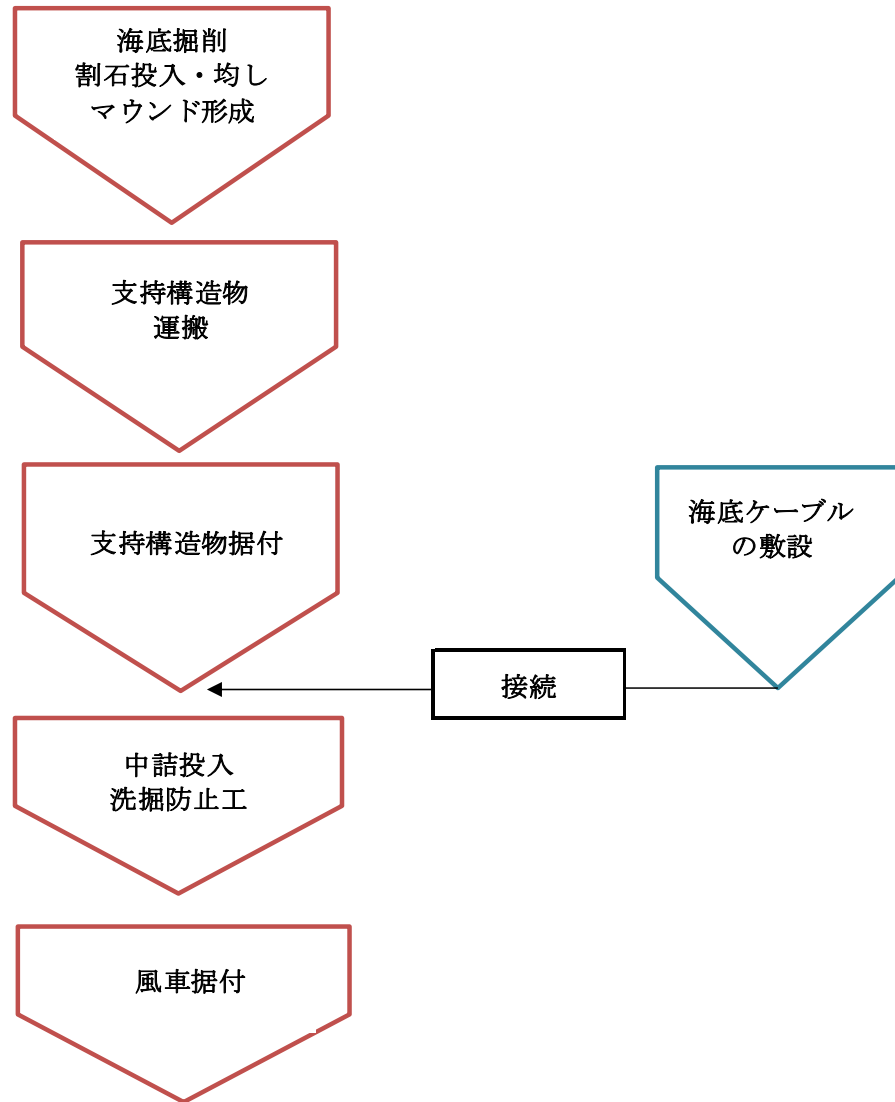 海底掘削
割石投入・均し
マウンド形成
支持構造物
運搬
支持構造物据付
海底ケーブル
の敷設
接続
中詰投入
洗掘防止工
風車据付